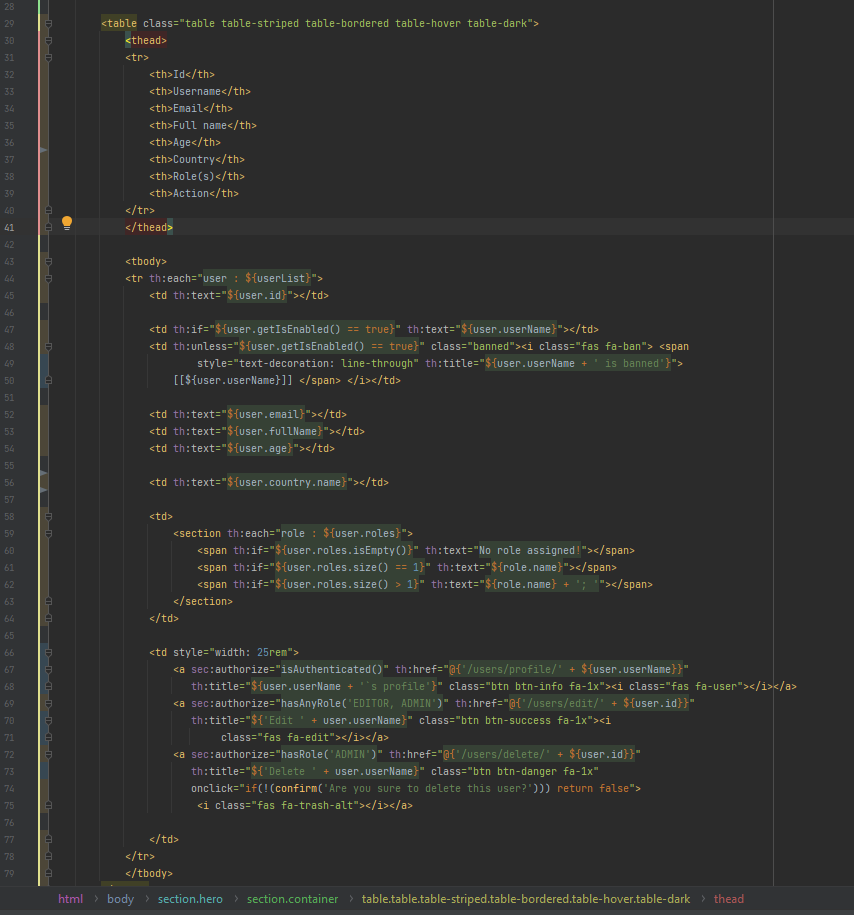 28
29 <table class="table table-striped table-bordered table-hover table-dark">
30 <thead>
31 <tr>
32 <th>Id</th>
33 <th>Username</th>
34 <th>Email</th>
35 <th>Full name</th>
36 <th>Age</th>
37 <th>Country</th>
38 <th>Role(s)</th>
39 <th>Action</th>
40 </tr>
41 </thead>
42
43 <tbody>
44 <tr th:each="user : ${userList}">
45 <td th:text="${user.id}"></td>
46
47 <td th:if="${user.getIsEnabled() == true}" th:text="${user.userName}"></td>
48 <td th:unless="${user.getIsEnabled() == true}" class="banned"><i class="fas fa-ban"> <span
49 style="text-decoration: line-through" th:title="${user.userName + ' is banned'}">
50 [[${user.userName}]] </span> </i></td>
51
52 <td th:text="${user.email}"></td>
53 <td th:text="${user.fullName}"></td>
54 <td th:text="${user.age}"></td>
55
56 <td th:text="${user.country.name}"></td>
57
58 <td>
59 <section th:each="role : ${user.roles}">
60 <span th:if="${user.roles.isEmpty()}" th:text="No role assigned!"></span>
61 <span th:if="${user.roles.size() == 1}" th:text="${role.name}"></span>
62 <span th:if="${user.roles.size() > 1}" th:text="${role.name} + '; '"></span>
63 </section>
64 </td>
65
66 <td style="width: 25rem">
67 <a sec:authorize="isAuthenticated()" th:href="@{'/users/profile/' + ${user.userName}}"
68 th:title="${user.userName + '`s profile'}" class="btn btn-info fa-1x"><i class="fas fa-user"></i></a>
69 <a sec:authorize="hasAnyRole('EDITOR, ADMIN')" th:href="@{'/users/edit/' + ${user.id}}"
70 th:title="${'Edit ' + user.userName}" class="btn btn-success fa-1x"><i
71 class="fas fa-edit"></i></a>
72 <a sec:authorize="hasRole('ADMIN')" th:href="@{'/users/delete/' + ${user.id}}"
73 th:title="${'Delete ' + user.userName}" class="btn btn-danger fa-1x"
74 onclick="if(!(confirm('Are you sure to delete this user?'))) return false">
75 <i class="fas fa-trash-alt"></i></a>
76
77 </td>
78 </tr>
79 </tbody>
html › body › section.hero › section.container › table.table.table-striped.table-bordered.table-hover.table-dark › thead